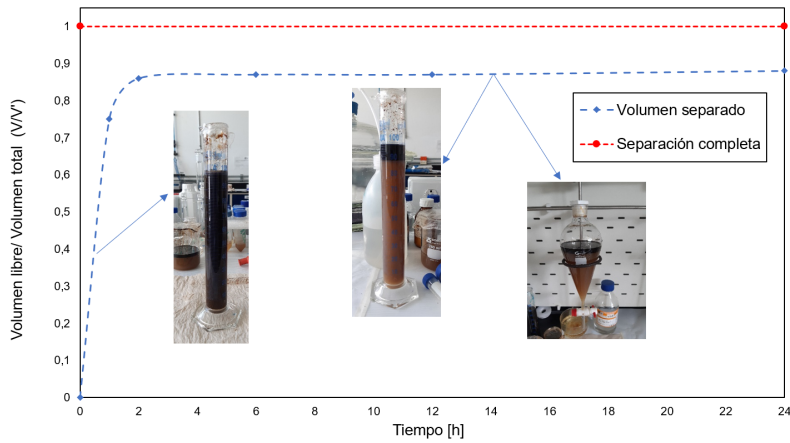 Volumen libre/ Volumen total (V/V')
1
0,9
0,8
0,7
0,6
0,5
0,4
0,3
0,2
0,1
0
0 2 4 6 8 10 12 14 16 18 20 22 24
Tiempo [h]
Volumen separado
Separación completa